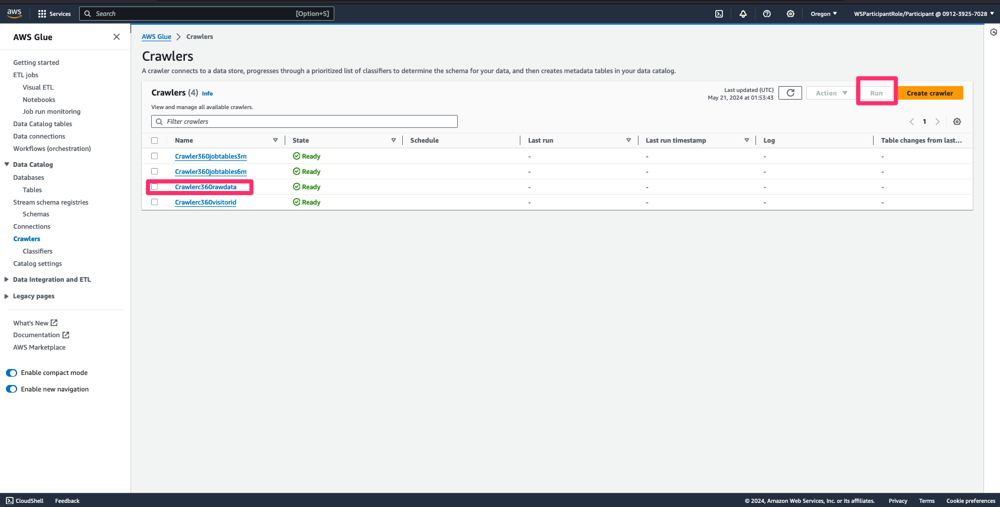 aws
Services
Search
[Option+S]
Oregon
WSParticipantRole/Participant @ 0912-3925-7028
AWS Glue
Getting started
ETL jobs
Visual ETL
Notebooks
Job run monitoring
Data Catalog tables
Data connections
Workflows (orchestration)
Data Catalog
Databases
Tables
Stream schema registries
Schemas
Connections
Crawlers
Classifiers
Catalog settings
Data Integration and ETL
Legacy pages
What's New
Documentation
AWS Marketplace
Enable compact mode
Enable new navigation
AWS Glue > Crawlers
Crawlers
A crawler connects to a data store, progresses through a prioritized list of classifiers to determine the schema for your data, and then creates metadata tables in your data catalog.
Crawlers (4) Info
View and manage all available crawlers.
Last updated (UTC)
May 21, 2024 at 01:53:43
Action
Run
Create crawler
Filter crawlers
1
Name State Schedule Last run Last run timestamp Log Table changes from last...
Crawler360jobtables3m Ready - - - -
Crawler360jobtables6m Ready - - - -
Crawlerc360rawdata Ready - - - -
Crawlerc360visitorid Ready - - - -
CloudShell
Feedback
© 2024, Amazon Web Services, Inc. or its affiliates.
Privacy
Terms
Cookie preferences